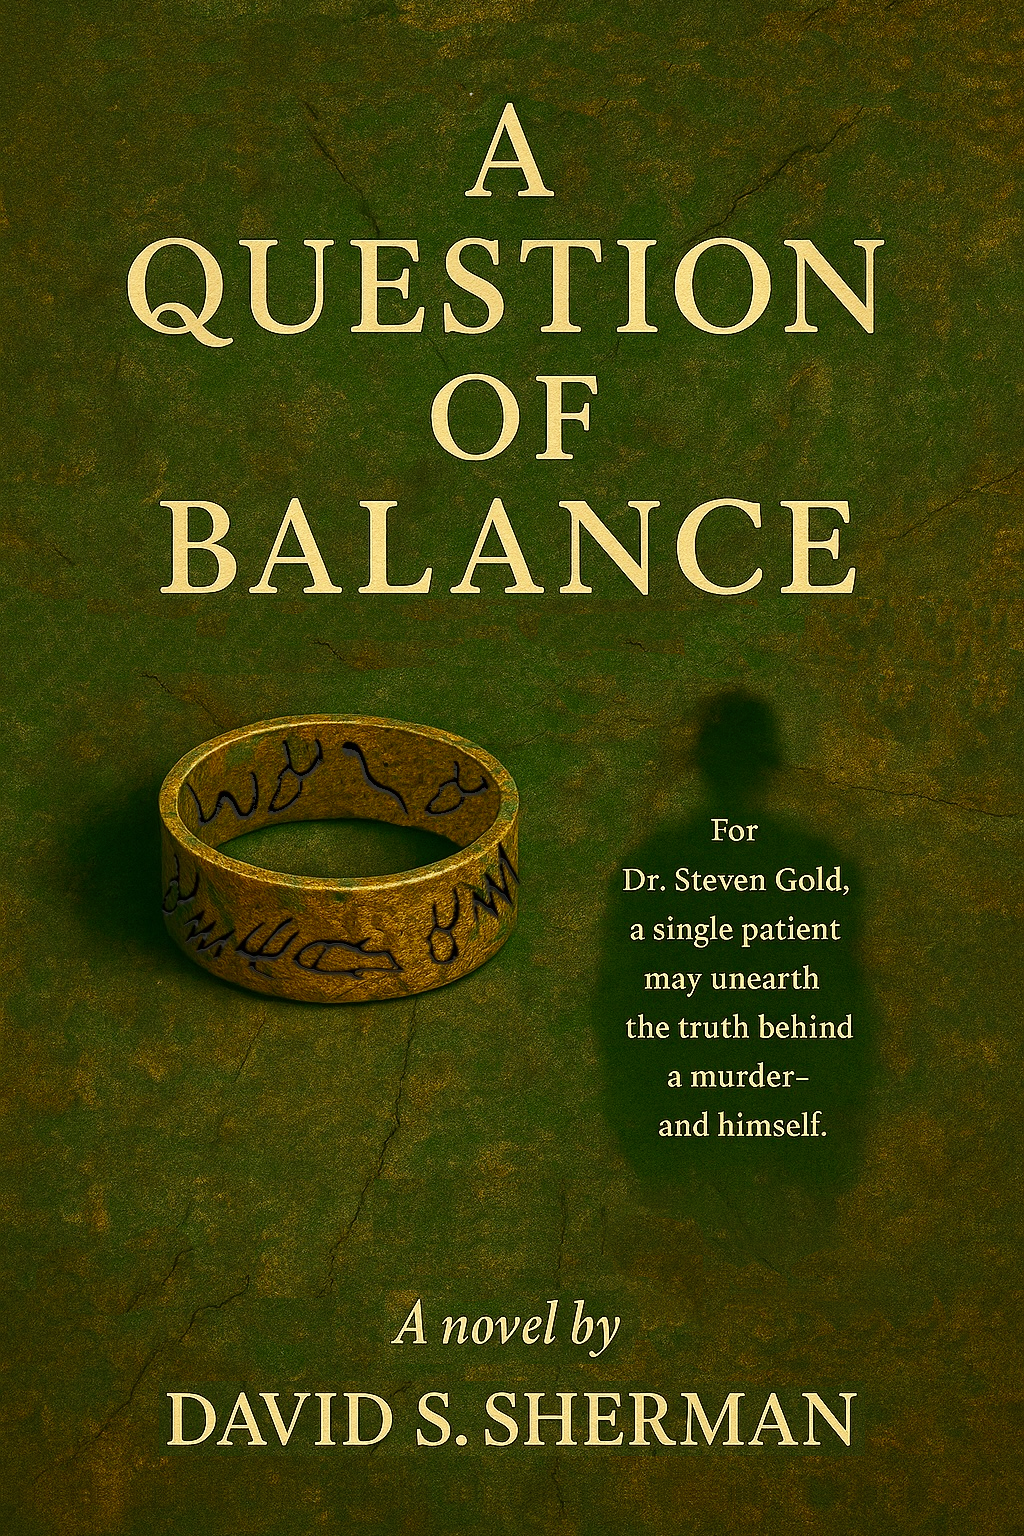 A
QUESTION
OF
BALANCE
For
Dr. Steven Gold,
a single patient
may unearth
the truth behind
a murder–
and himself.
A novel by
DAVID S. SHERMAN